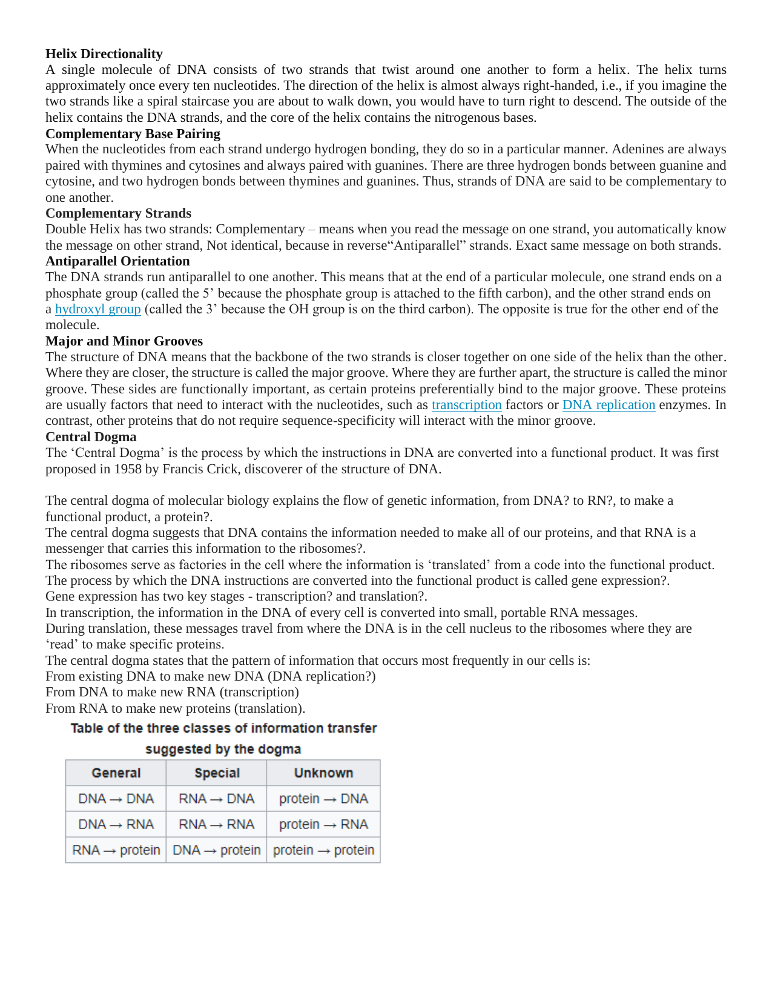 Helix Directionality
A single molecule of DNA consists of two strands that twist around one another to form a helix. The helix turns
approximately once every ten nucleotides. The direction of the helix is almost always right-handed, i.e., if you imagine the
two strands like a spiral staircase you are about to walk down, you would have to turn right to descend. The outside of the
helix contains the DNA strands, and the core of the helix contains the nitrogenous bases.
Complementary Base Pairing
When the nucleotides from each strand undergo hydrogen bonding, they do so in a particular manner. Adenines are always
paired with thymines and cytosines and always paired with guanines. There are three hydrogen bonds between guanine and
cytosine, and two hydrogen bonds between thymines and guanines. Thus, strands of DNA are said to be complementary to
one another.
Complementary Strands
Double Helix has two strands: Complementary – means when you read the message on one strand, you automatically know
the message on other strand, Not identical, because in reverse“Antiparallel” strands. Exact same message on both strands.
Antiparallel Orientation
The DNA strands run antiparallel to one another. This means that at the end of a particular molecule, one strand ends on a
phosphate group (called the 5’ because the phosphate group is attached to the fifth carbon), and the other strand ends on
a hydroxyl group (called the 3’ because the OH group is on the third carbon). The opposite is true for the other end of the
molecule.
Major and Minor Grooves
The structure of DNA means that the backbone of the two strands is closer together on one side of the helix than the other.
Where they are closer, the structure is called the major groove. Where they are further apart, the structure is called the minor
groove. These sides are functionally important, as certain proteins preferentially bind to the major groove. These proteins
are usually factors that need to interact with the nucleotides, such as transcription factors or DNA replication enzymes. In
contrast, other proteins that do not require sequence-specificity will interact with the minor groove.
Central Dogma
The ‘Central Dogma’ is the process by which the instructions in DNA are converted into a functional product. It was first
proposed in 1958 by Francis Crick, discoverer of the structure of DNA.
The central dogma of molecular biology explains the flow of genetic information, from DNA? to RN?, to make a
functional product, a protein?.
The central dogma suggests that DNA contains the information needed to make all of our proteins, and that RNA is a
messenger that carries this information to the ribosomes?.
The ribosomes serve as factories in the cell where the information is ‘translated’ from a code into the functional product.
The process by which the DNA instructions are converted into the functional product is called gene expression?.
Gene expression has two key stages - transcription? and translation?.
In transcription, the information in the DNA of every cell is converted into small, portable RNA messages.
During translation, these messages travel from where the DNA is in the cell nucleus to the ribosomes where they are
‘read’ to make specific proteins.
The central dogma states that the pattern of information that occurs most frequently in our cells is:
From existing DNA to make new DNA (DNA replication?)
From DNA to make new RNA (transcription)
From RNA to make new proteins (translation).
Table of the three classes of information transfer
suggested by the dogma
General Special Unknown
DNA → DNA RNA → DNA protein → DNA
DNA → RNA RNA → RNA protein → RNA
RNA → protein DNA → protein protein → protein